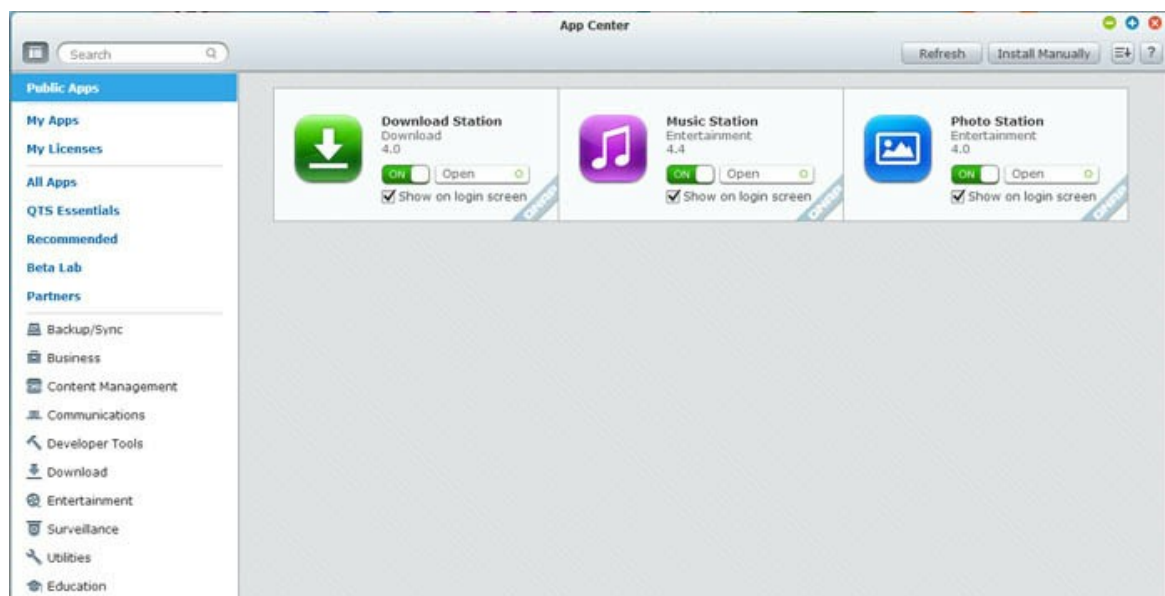 App Center
Search
Refresh
Install Manually
?
Public Apps
My Apps
My Licenses
All Apps
QTS Essentials
Recommended
Beta Lab
Partners
Backup/Sync
Business
Content Management
Communications
Developer Tools
Download
Entertainment
Surveillance
Utilities
Education
Download Station
Download
4.0
ON Open
Show on login screen
QNAP
Music Station
Entertainment
4.4
ON Open
Show on login screen
QNAP
Photo Station
Entertainment
4.0
ON Open
Show on login screen
QNAP